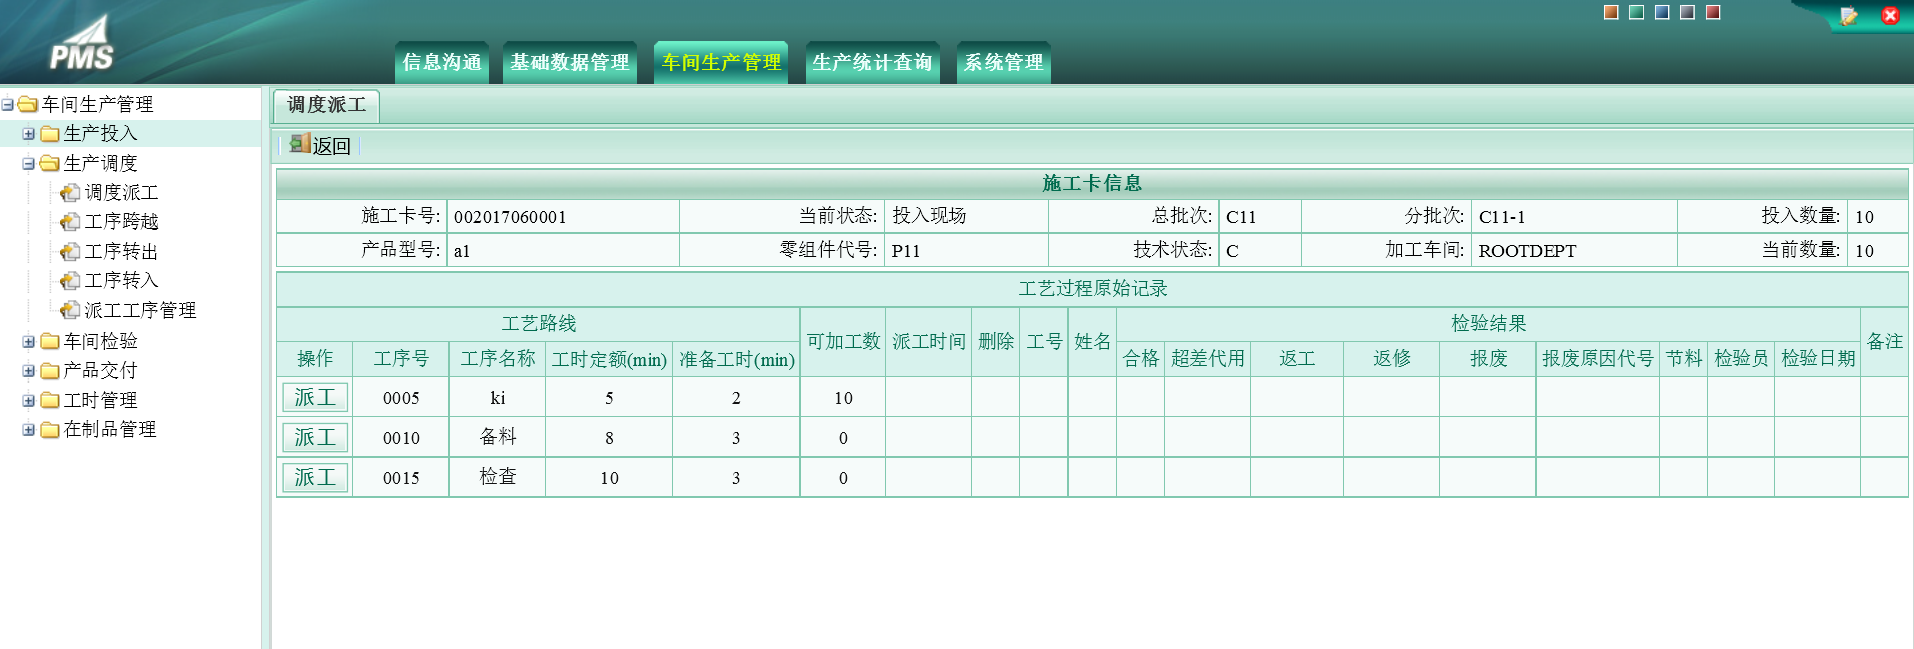 PMS
信息沟通 基础数据管理 车间生产管理 生产统计查询 系统管理
车间生产管理
生产投入
生产调度
调度派工
工序跨越
工序转出
工序转入
派工工序管理
车间检验
产品交付
工时管理
在制品管理
调度派工
返回
施工卡信息
施工卡号: 002017060001 当前状态: 投入现场 总批次: C11 分批次: C11-1 投入数量: 10
产品型号: a1 零组件代号: P11 技术状态: C 加工车间: ROOTDEPT 当前数量: 10
工艺过程原始记录
工艺路线 可加工数 派工时间 删除 工号 姓名 检验结果 备注
操作 工序号 工序名称 工时定额(min) 准备工时(min) 合格 超差代用 返工 返修 报废 报废原因代号 节料 检验员 检验日期
派工 0005 ki 5 2 10
派工 0010 备料 8 3 0
派工 0015 检查 10 3 0